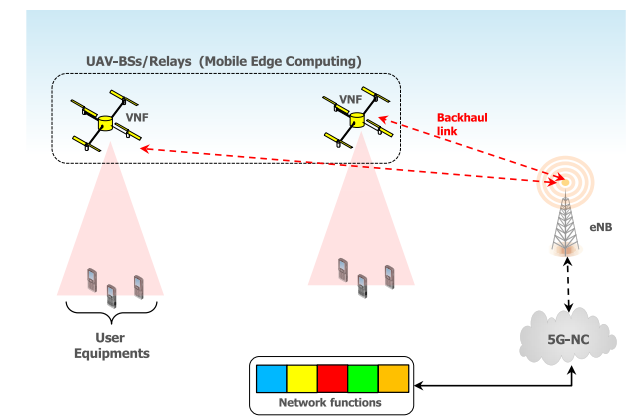 UAV-BSs/Relays (Mobile Edge Computing)
VNF
VNF
Backhaul
link
eNB
User
Equipments
5G-NC
Network functions